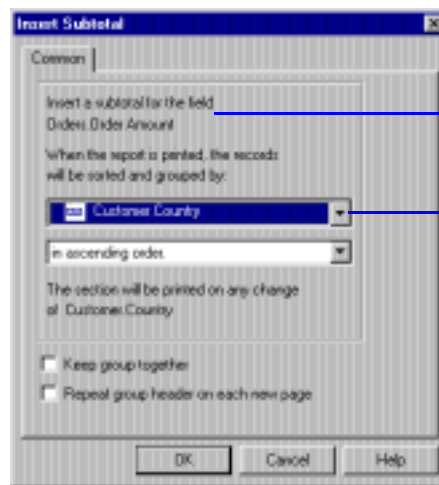 Insert Subtotal
Common
Insert a subtotal for the field
Orders.Order Amount
When the report is printed, the records
will be sorted and grouped by:
Customer.Country
in ascending order.
The section will be printed on any change
of Customer.Country
Keep group together
Repeat group header on each new page
OK Cancel Help